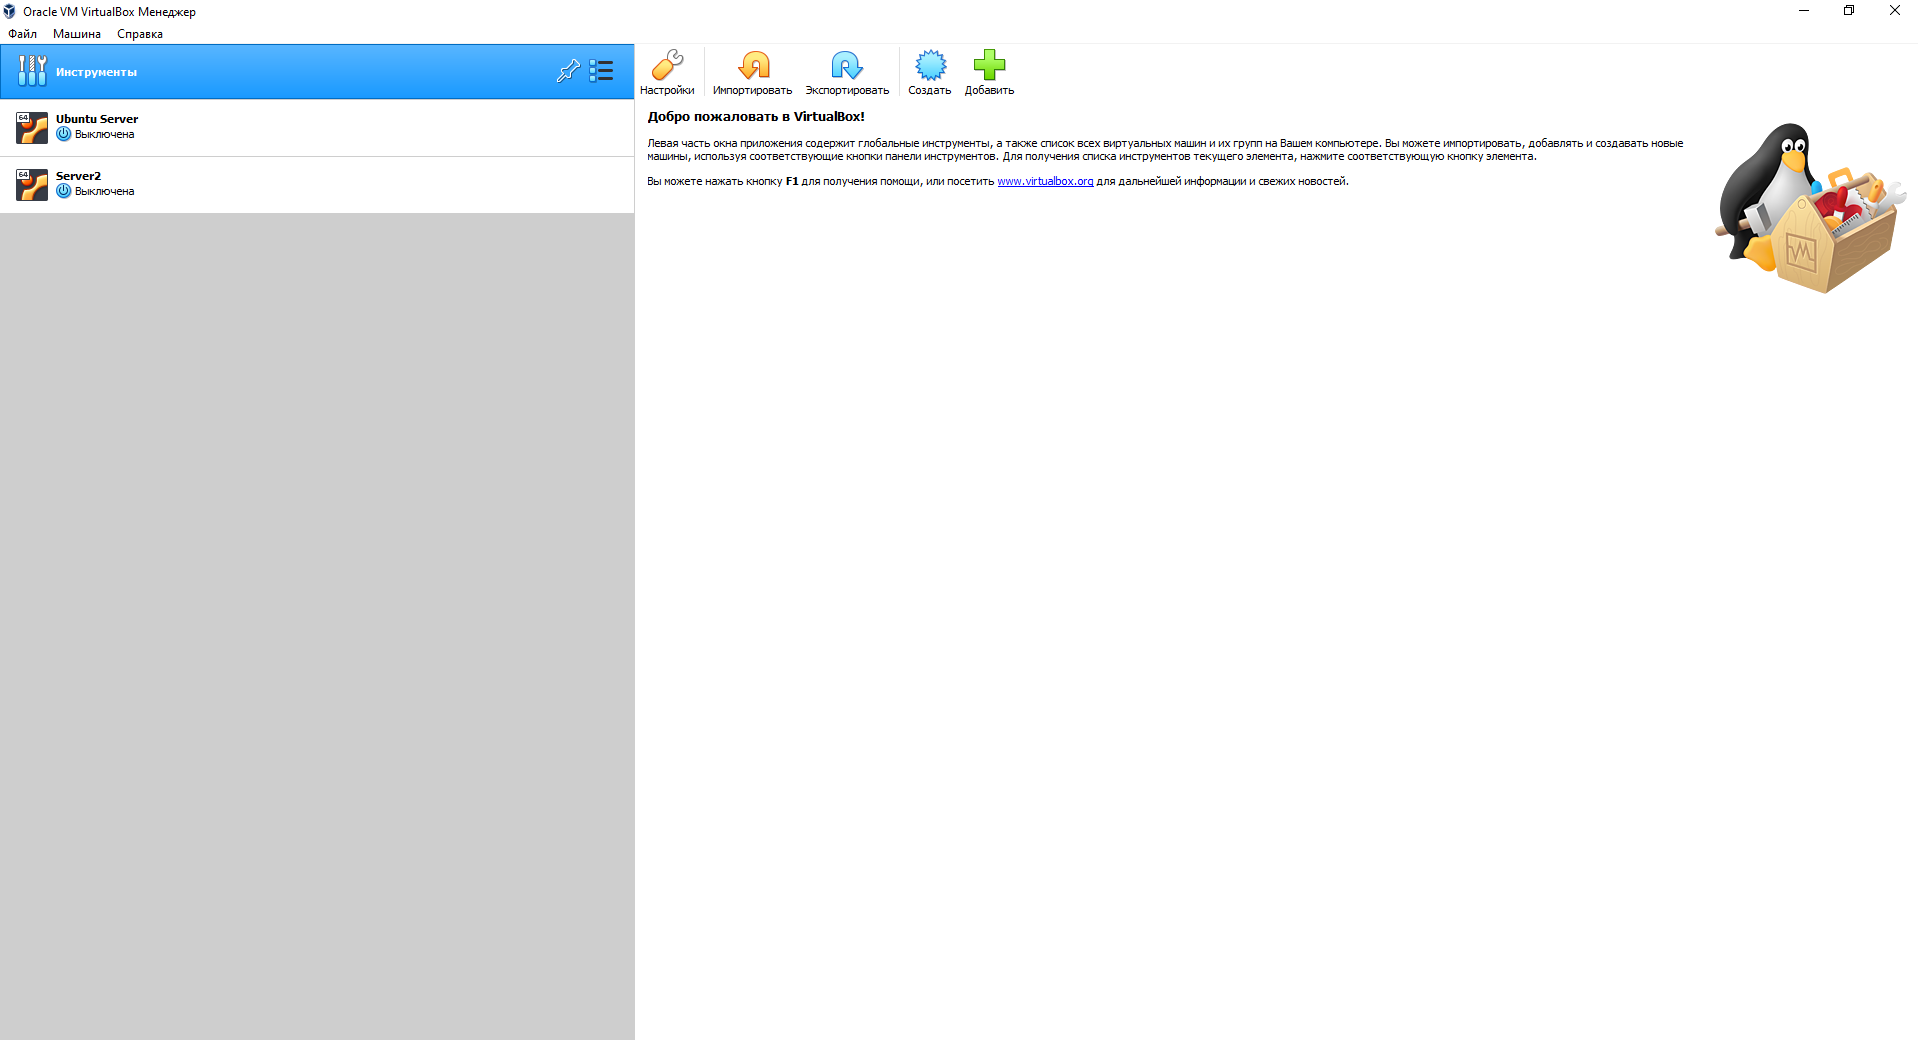 Oracle VM VirtualBox Менеджер
Файл Машина Справка
Инструменты
Настройки Импортировать Экспортировать Создать Добавить
64
Ubuntu Server
Выключена
64
Server2
Выключена
Добро пожаловать в VirtualBox!
Левая часть окна приложения содержит глобальные инструменты, а также список всех виртуальных машин и их групп на Вашем компьютере. Вы можете импортировать, добавлять и создавать новые
машины, используя соответствующие кнопки панели инструментов. Для получения списка инструментов текущего элемента, нажмите соответствующую кнопку элемента.
Вы можете нажать кнопку F1 для получения помощи, или посетить www.virtualbox.org для дальнейшей информации и свежих новостей.